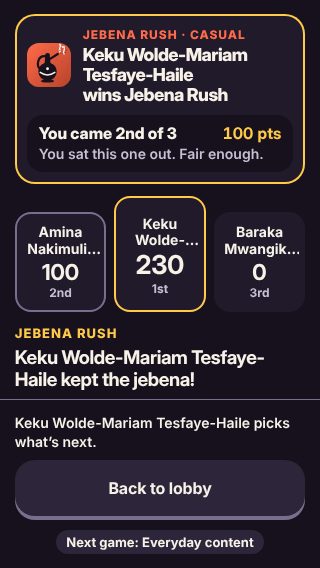 JEBENA RUSH · CASUAL
Keku Wolde-Mariam
Tesfaye-Haile
wins Jebena Rush
You came 2nd of 3 100 pts
You sat this one out. Fair enough.
Amina
Nakimuli...
100
2nd
Keku
Wolde-...
230
1st
Baraka
Mwangik...
0
3rd
JEBENA RUSH
Keku Wolde-Mariam Tesfaye-
Haile kept the jebena!
Keku Wolde-Mariam Tesfaye-Haile picks
what's next.
Back to lobby
Next game: Everyday content